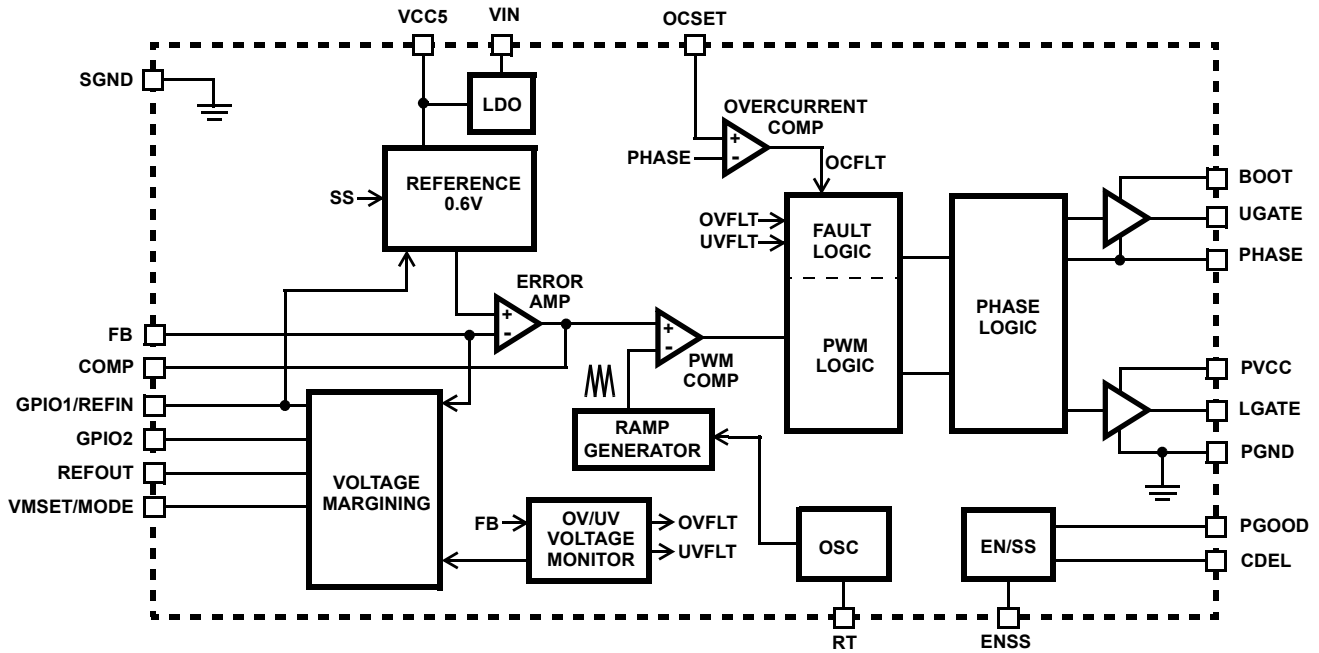 VCC5
VIN
OCSET
SGND
LDO
OVERCURRENT
COMP
+
-
PHASE
OCFLT
REFERENCE
0.6V
SS
BOOT
UGATE
PHASE
OVFLT
UVFLT
FAULT
LOGIC
PWM
LOGIC
PHASE
LOGIC
ERROR
AMP
+
-
+
-
PWM
COMP
FB
COMP
GPIO1/REFIN
GPIO2
REFOUT
VMSET/MODE
VOLTAGE
MARGINING
RAMP
GENERATOR
PVCC
LGATE
PGND
FB
OV/UV
VOLTAGE
MONITOR
OVFLT
UVFLT
OSC
EN/SS
PGOOD
CDEL
RT
ENSS